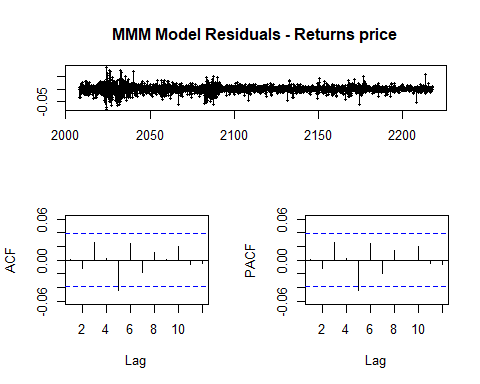 MMM Model Residuals - Returns price
-0.05
2000 2050 2100 2150 2200
ACF
-0.06 0.00 0.06
2 4 6 8 10
Lag
PACF
-0.06 0.00 0.06
2 4 6 8 10
Lag